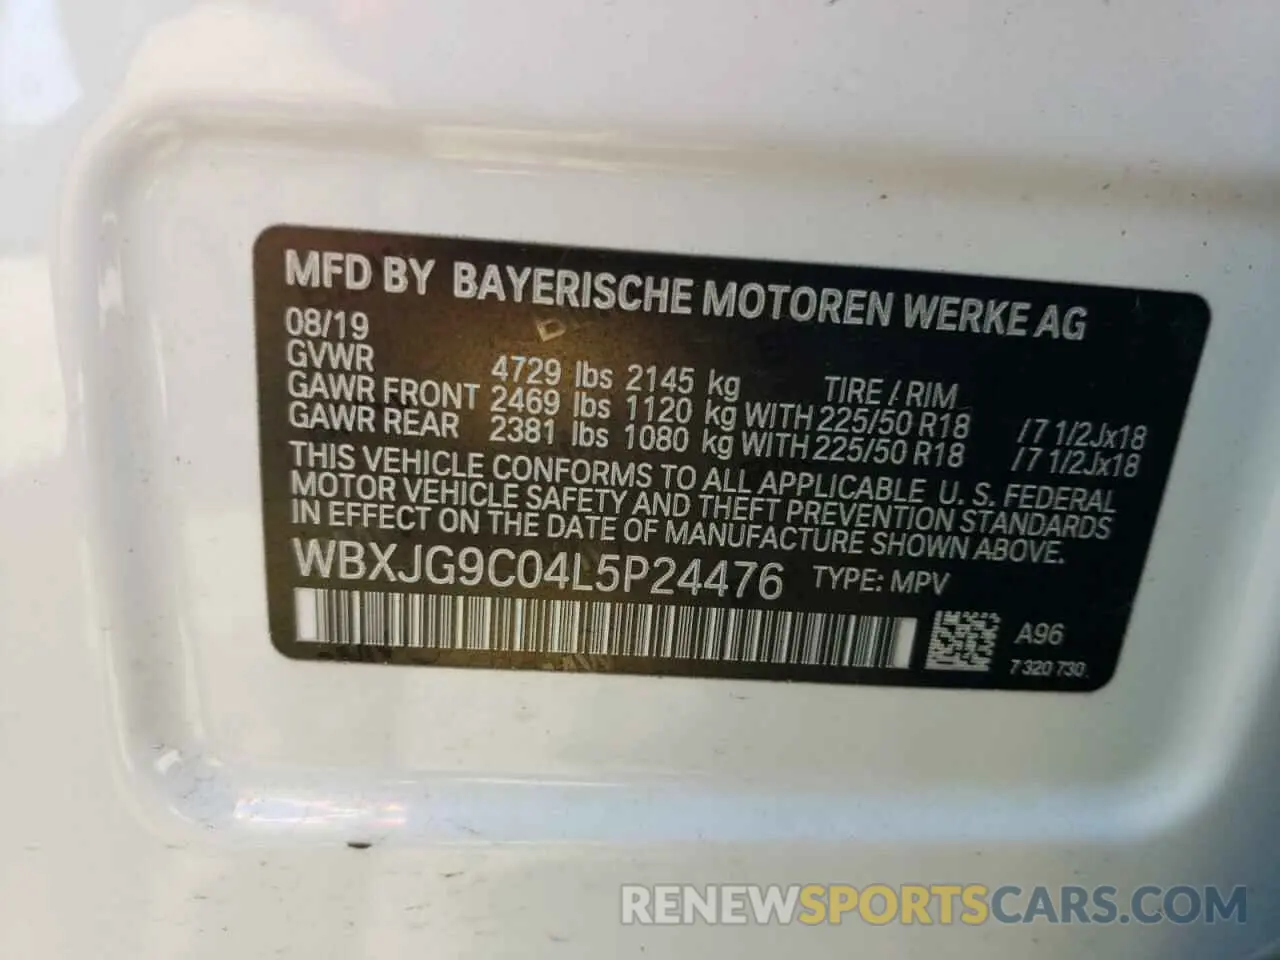 MFD BY BAYERISCHE MOTOREN WERKE AG
08/19
GVWR 4729 lbs 2145 kg TIRE / RIM
GAWR FRONT 2469 lbs 1120 kg WITH 225/50 R18 / 7 1/2Jx18
GAWR REAR 2381 lbs 1080 kg WITH 225/50 R18 / 7 1/2Jx18
THIS VEHICLE CONFORMS TO ALL APPLICABLE U. S. FEDERAL
MOTOR VEHICLE SAFETY AND THEFT PREVENTION STANDARDS
IN EFFECT ON THE DATE OF MANUFACTURE SHOWN ABOVE.
WBXJG9C04L5P24476 TYPE: MPV
A96
7 320 730
RENEWSPORTSCARS.COM